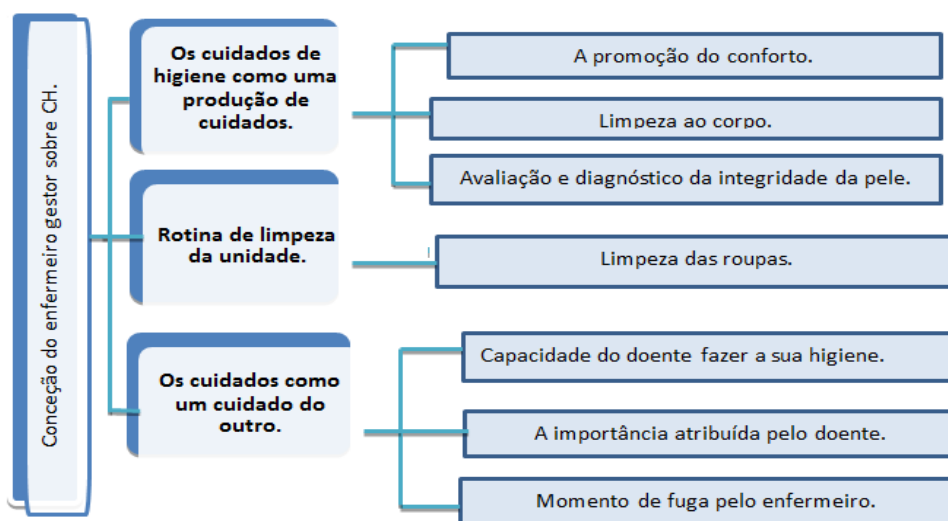 Conceção do enfermeiro gestor sobre CH.
Os cuidados de
higiene como uma
produção de
cuidados.
A promoção do conforto.
Limpeza ao corpo.
Avaliação e diagnóstico da integridade da pele.
Rotina de limpeza
da unidade.
Limpeza das roupas.
Os cuidados como
um cuidado do
outro.
Capacidade do doente fazer a sua higiene.
A importância atribuída pelo doente.
Momento de fuga pelo enfermeiro.